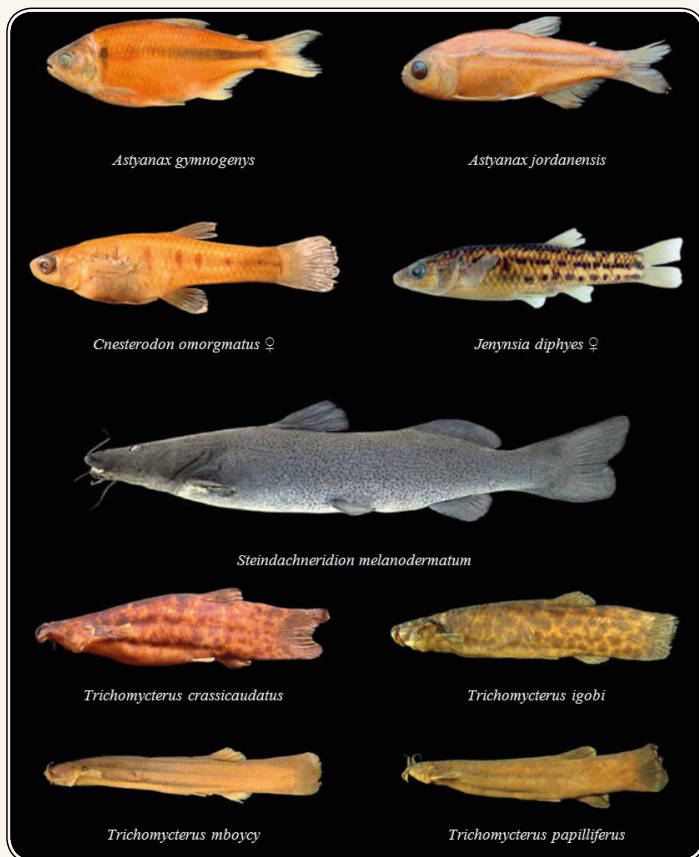 Astyanax gymnogenys
Astyanax jordanensis
Cnesterodon omorgmatus ♀
Jenynsia diphyes ♀
Steindachneridion melanodermatum
Trichomycterus crassicaudatus
Trichomycterus igobi
Trichomycterus mboycy
Trichomycterus papilliferus